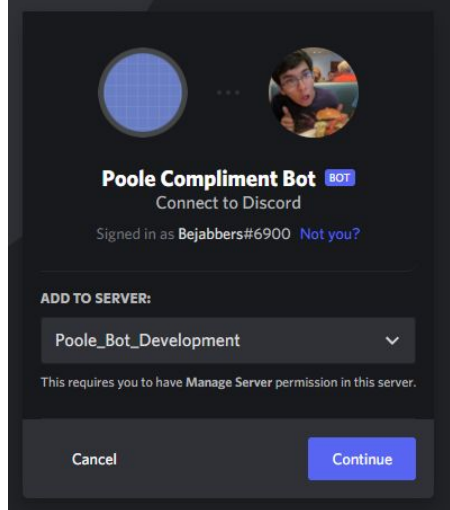 Poole Compliment Bot BOT
Connect to Discord
Signed in as Bejabbers#6900 Not you?
ADD TO SERVER:
Poole_Bot_Development
This requires you to have Manage Server permission in this server.
Cancel
Continue